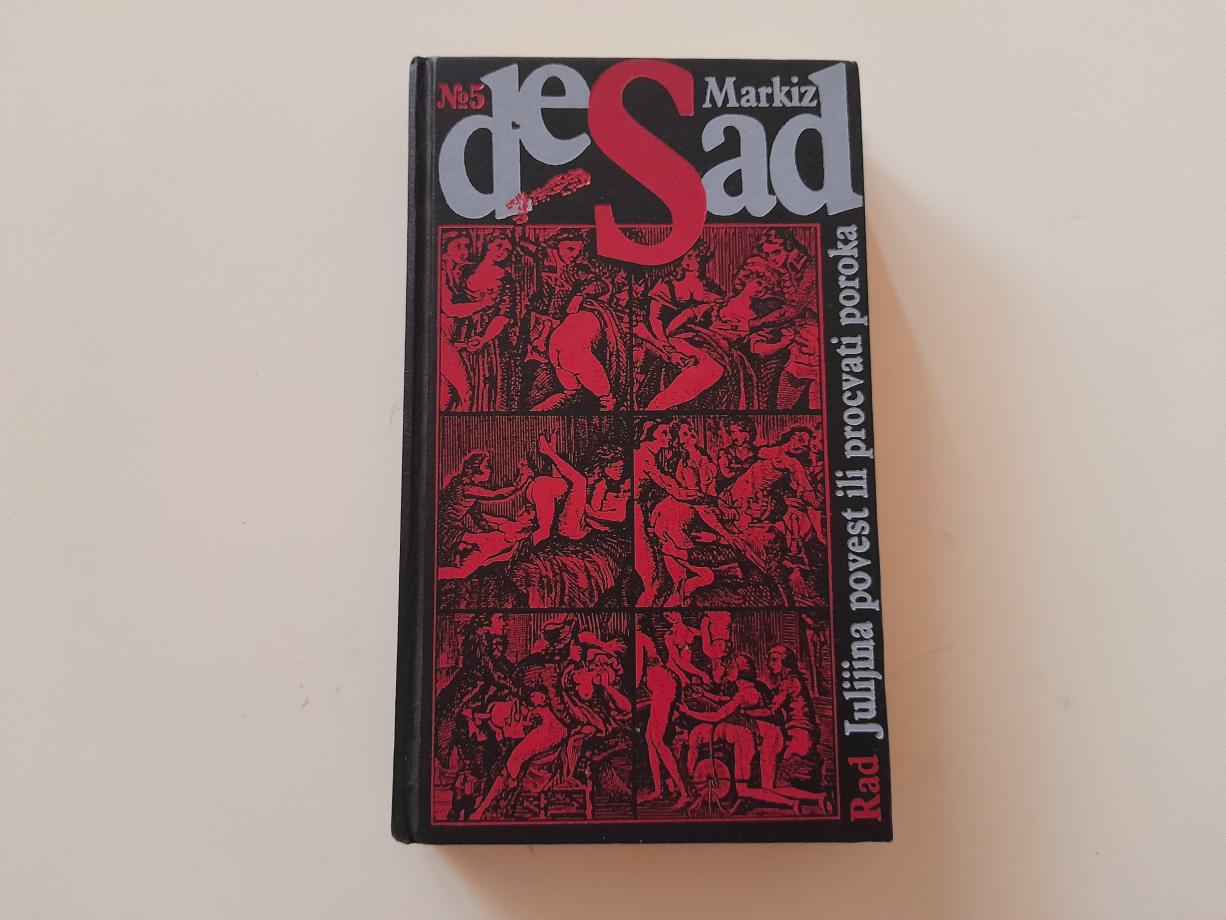 №5
Markiz
de Sad
Rad Julijina povest ili procvati poroka